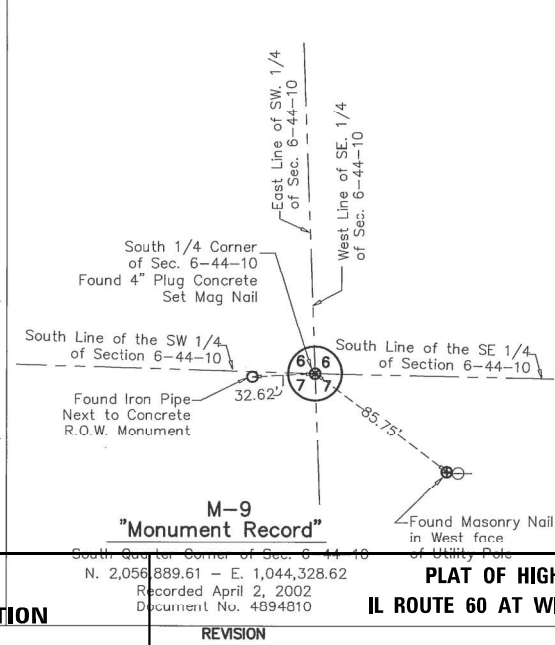 East Line of SW. 1/4
of Sec. 6-44-10
West Line of SE. 1/4
of Sec. 6-44-10
South 1/4 Corner
of Sec. 6-44-10
Found 4" Plug Concrete
Set Mag Nail
South Line of the SW 1/4
of Section 6-44-10
6 6
7 7
South Line of the SE 1/4
of Section 6-44-10
32.62'
Found Iron Pipe
Next to Concrete
R.O.W. Monument
85.75'
Found Masonry Nail
in West face
of Utility Pole
M-9
"Monument Record"
South Quarter Corner of Sec. 6-44-10
N. 2,056,889.61 - E. 1,044,328.62
Recorded April 2, 2002
Document No. 4894810
PLAT OF HIGH
IL ROUTE 60 AT WI
TION
REVISION